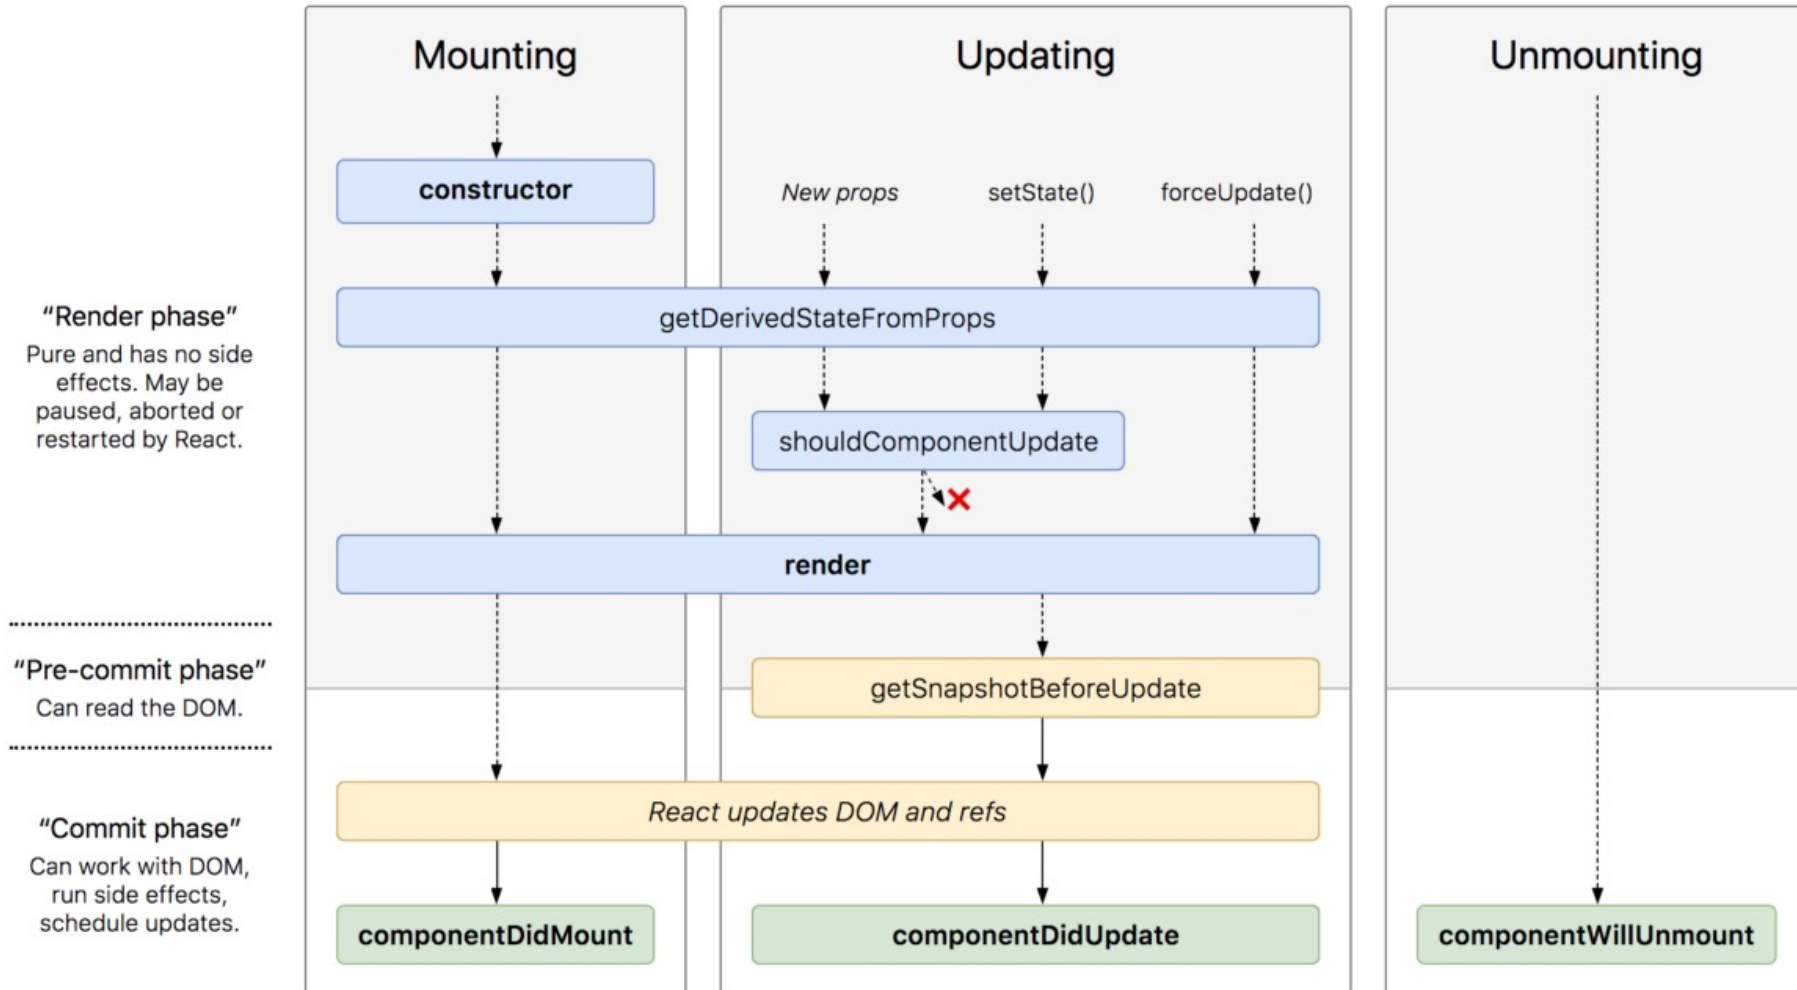 Mounting
Updating
Unmounting
constructor
New props
setState()
forceUpdate()
“Render phase”
Pure and has no side
effects. May be
paused, aborted or
restarted by React.
getDerivedStateFromProps
shouldComponentUpdate
render
“Pre-commit phase”
Can read the DOM.
getSnapshotBeforeUpdate
“Commit phase”
Can work with DOM,
run side effects,
schedule updates.
React updates DOM and refs
componentDidMount
componentDidUpdate
componentWillUnmount